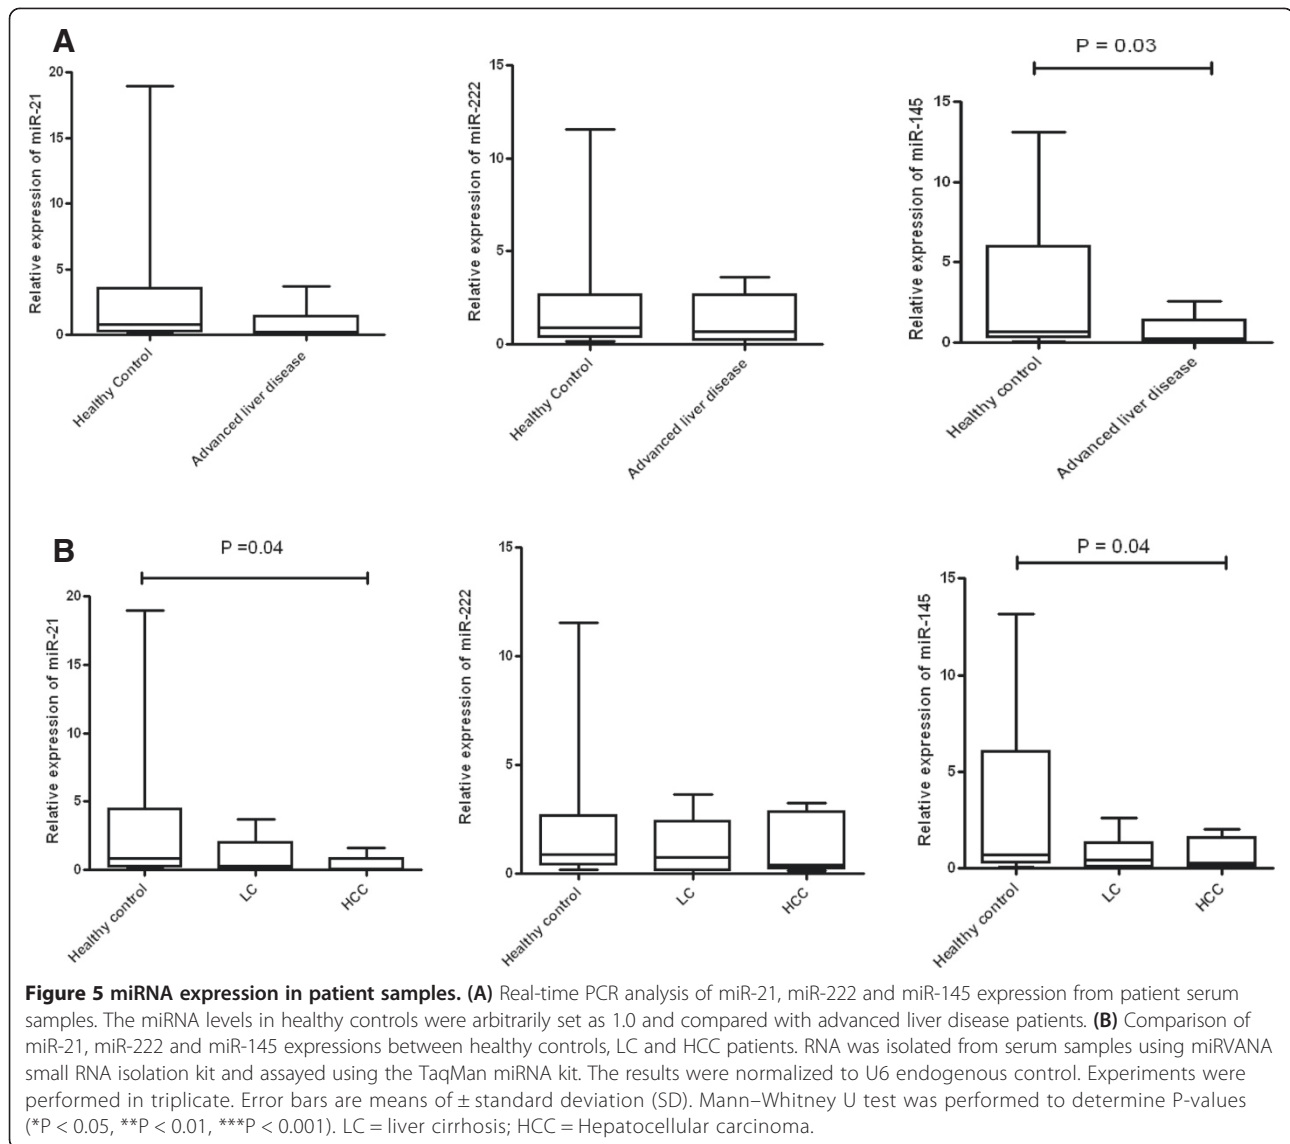 A
Relative expression of miR-21
20
15
10
5
0
Healthy Control
Advanced liver disease
Relative expression of miR-222
15
10
5
0
Healthy Control
Advanced liver disease
P = 0.03
Relative expression of miR-145
15
10
5
0
Healthy control
Advanced liver disease
B
P =0.04
Relative expression of miR-21
20
15
10
5
0
Healthy control
LC
HCC
Relative expression of miR-222
15
10
5
0
Healthy control
LC
HCC
P = 0.04
Relative expression of miR-145
15
10
5
0
Healthy control
LC
HCC
Figure 5 miRNA expression in patient samples. (A) Real-time PCR analysis of miR-21, miR-222 and miR-145 expression from patient serum
samples. The miRNA levels in healthy controls were arbitrarily set as 1.0 and compared with advanced liver disease patients. (B) Comparison of
miR-21, miR-222 and miR-145 expressions between healthy controls, LC and HCC patients. RNA was isolated from serum samples using miRVANA
small RNA isolation kit and assayed using the TaqMan miRNA kit. The results were normalized to U6 endogenous control. Experiments were
performed in triplicate. Error bars are means of ± standard deviation (SD). Mann–Whitney U test was performed to determine P-values
(*P < 0.05, **P < 0.01, ***P < 0.001). LC = liver cirrhosis; HCC = Hepatocellular carcinoma.